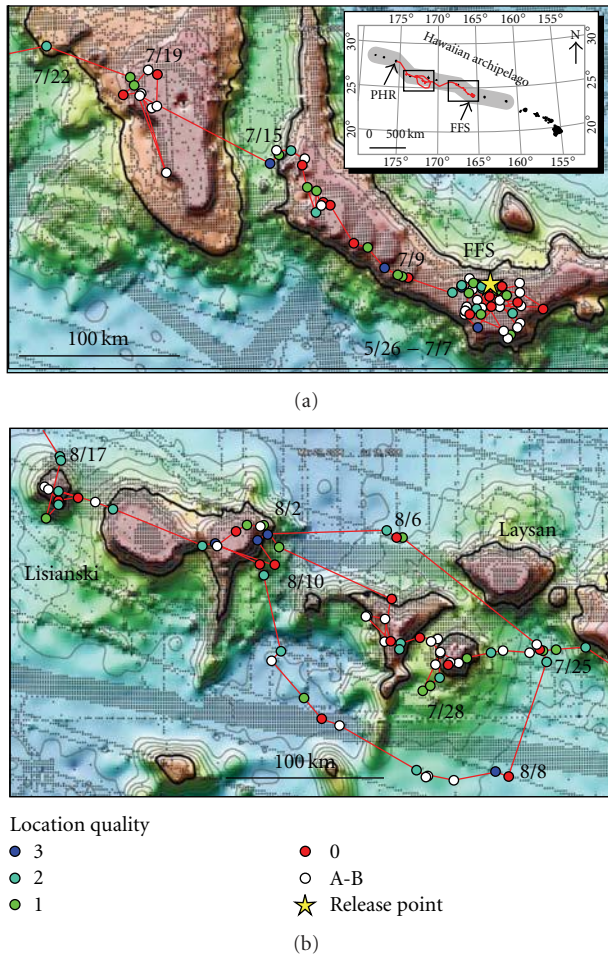 7/22
7/19
7/15
7/9
FFS
5/26 − 7/7
100 km
175° 170° 165° 160° 155°
30°
25°
20°
30°
25°
20°
Hawaiian archipelago
N
PHR
FFS
0 500 km
175° 170° 165° 160° 155°
(a)
8/17
8/2
8/6
Laysan
Lisianski
8/10
7/25
7/28
8/8
100 km
Location quality
3
2
1
0
A-B
Release point
(b)